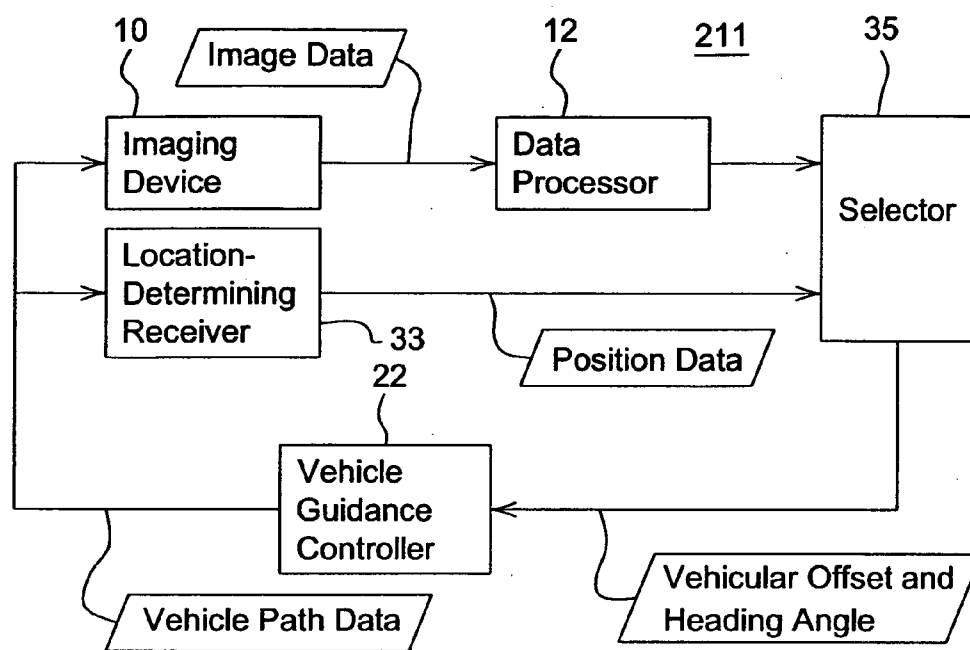 10
Image Data
12
211
35
Imaging
Device
Data
Processor
Selector
Location-
Determining
Receiver
33
Position Data
22
Vehicle
Guidance
Controller
Vehicle Path Data
Vehicular Offset and
Heading Angle